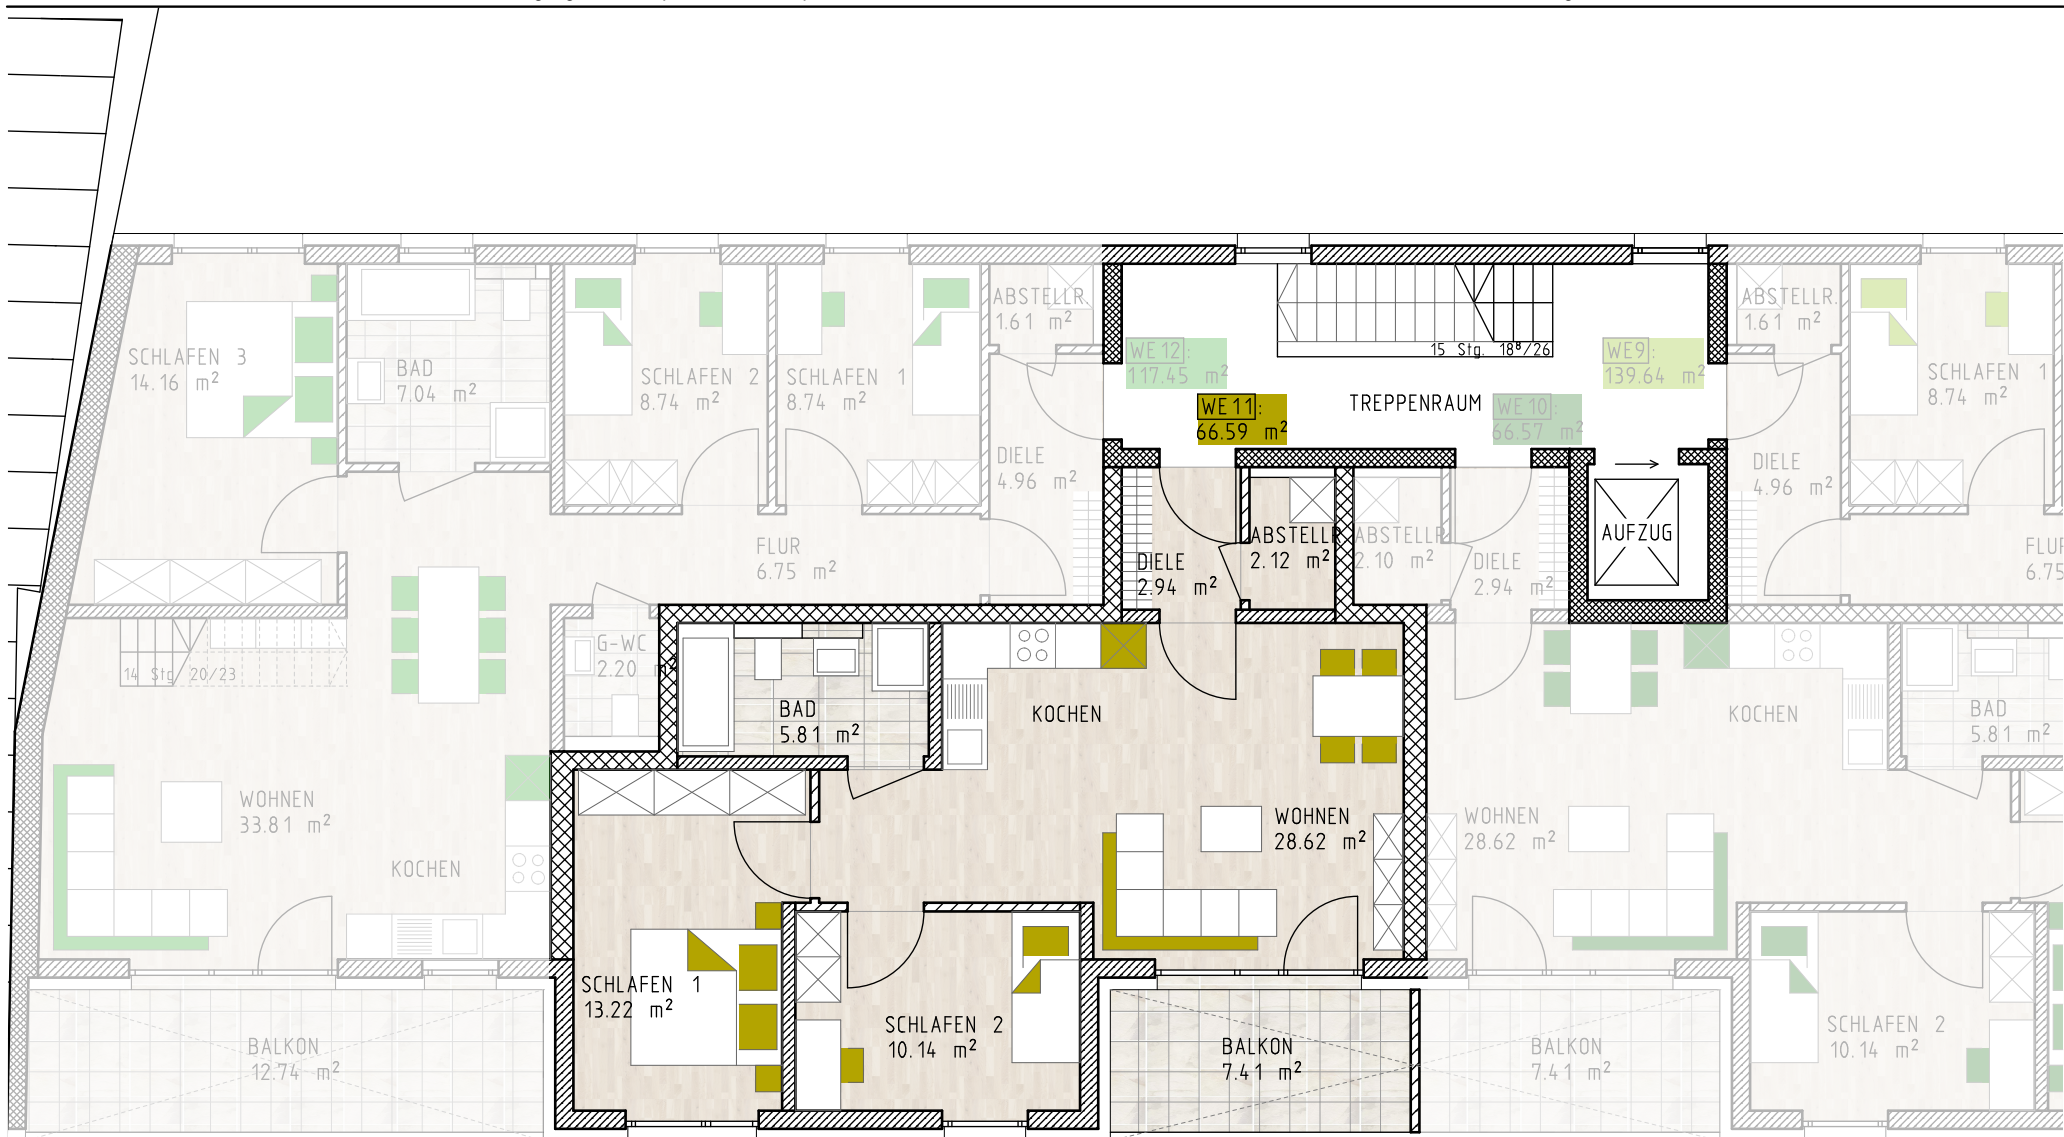 SCHLAFEN 3
14.16 m²
BAD
7.04 m²
SCHLAFEN 2
8.74 m²
SCHLAFEN 1
8.74 m²
ABSTELLR.
1.61 m²
DIELE
4.96 m²
FLUR
6.75 m²
G-WC
2.20 m²
14 Stg. 20/23
WOHNEN
33.81 m²
KOCHEN
BALKON
12.74 m²
WE 12:
117.45 m²
WE 11:
66.59 m²
15 Stg. 18⁸/26
TREPPENRAUM
WE9:
139.64 m²
WE 10:
66.57 m²
AUFZUG
DIELE
2.94 m²
ABSTELLR
2.12 m²
BAD
5.81 m²
KOCHEN
WOHNEN
28.62 m²
SCHLAFEN 1
13.22 m²
SCHLAFEN 2
10.14 m²
BALKON
7.41 m²
ABSTELLR
2.10 m²
DIELE
2.94 m²
KOCHEN
WOHNEN
28.62 m²
BAD
5.81 m²
BALKON
7.41 m²
SCHLAFEN 2
10.14 m²
ABSTELLR.
1.61 m²
DIELE
4.96 m²
SCHLAFEN 1
8.74 m²
FLUR
6.75